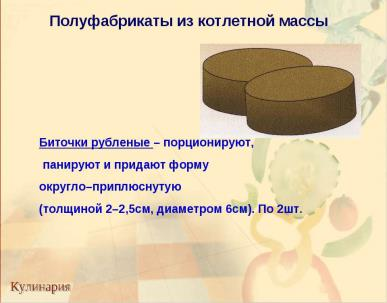 Полуфабрикаты из котлетной массы
Биточки рубленые – порционируют,
панируют и придают форму
округло–приплюснутую
(толщиной 2–2,5см, диаметром 6см). По 2шт.
Кулинария